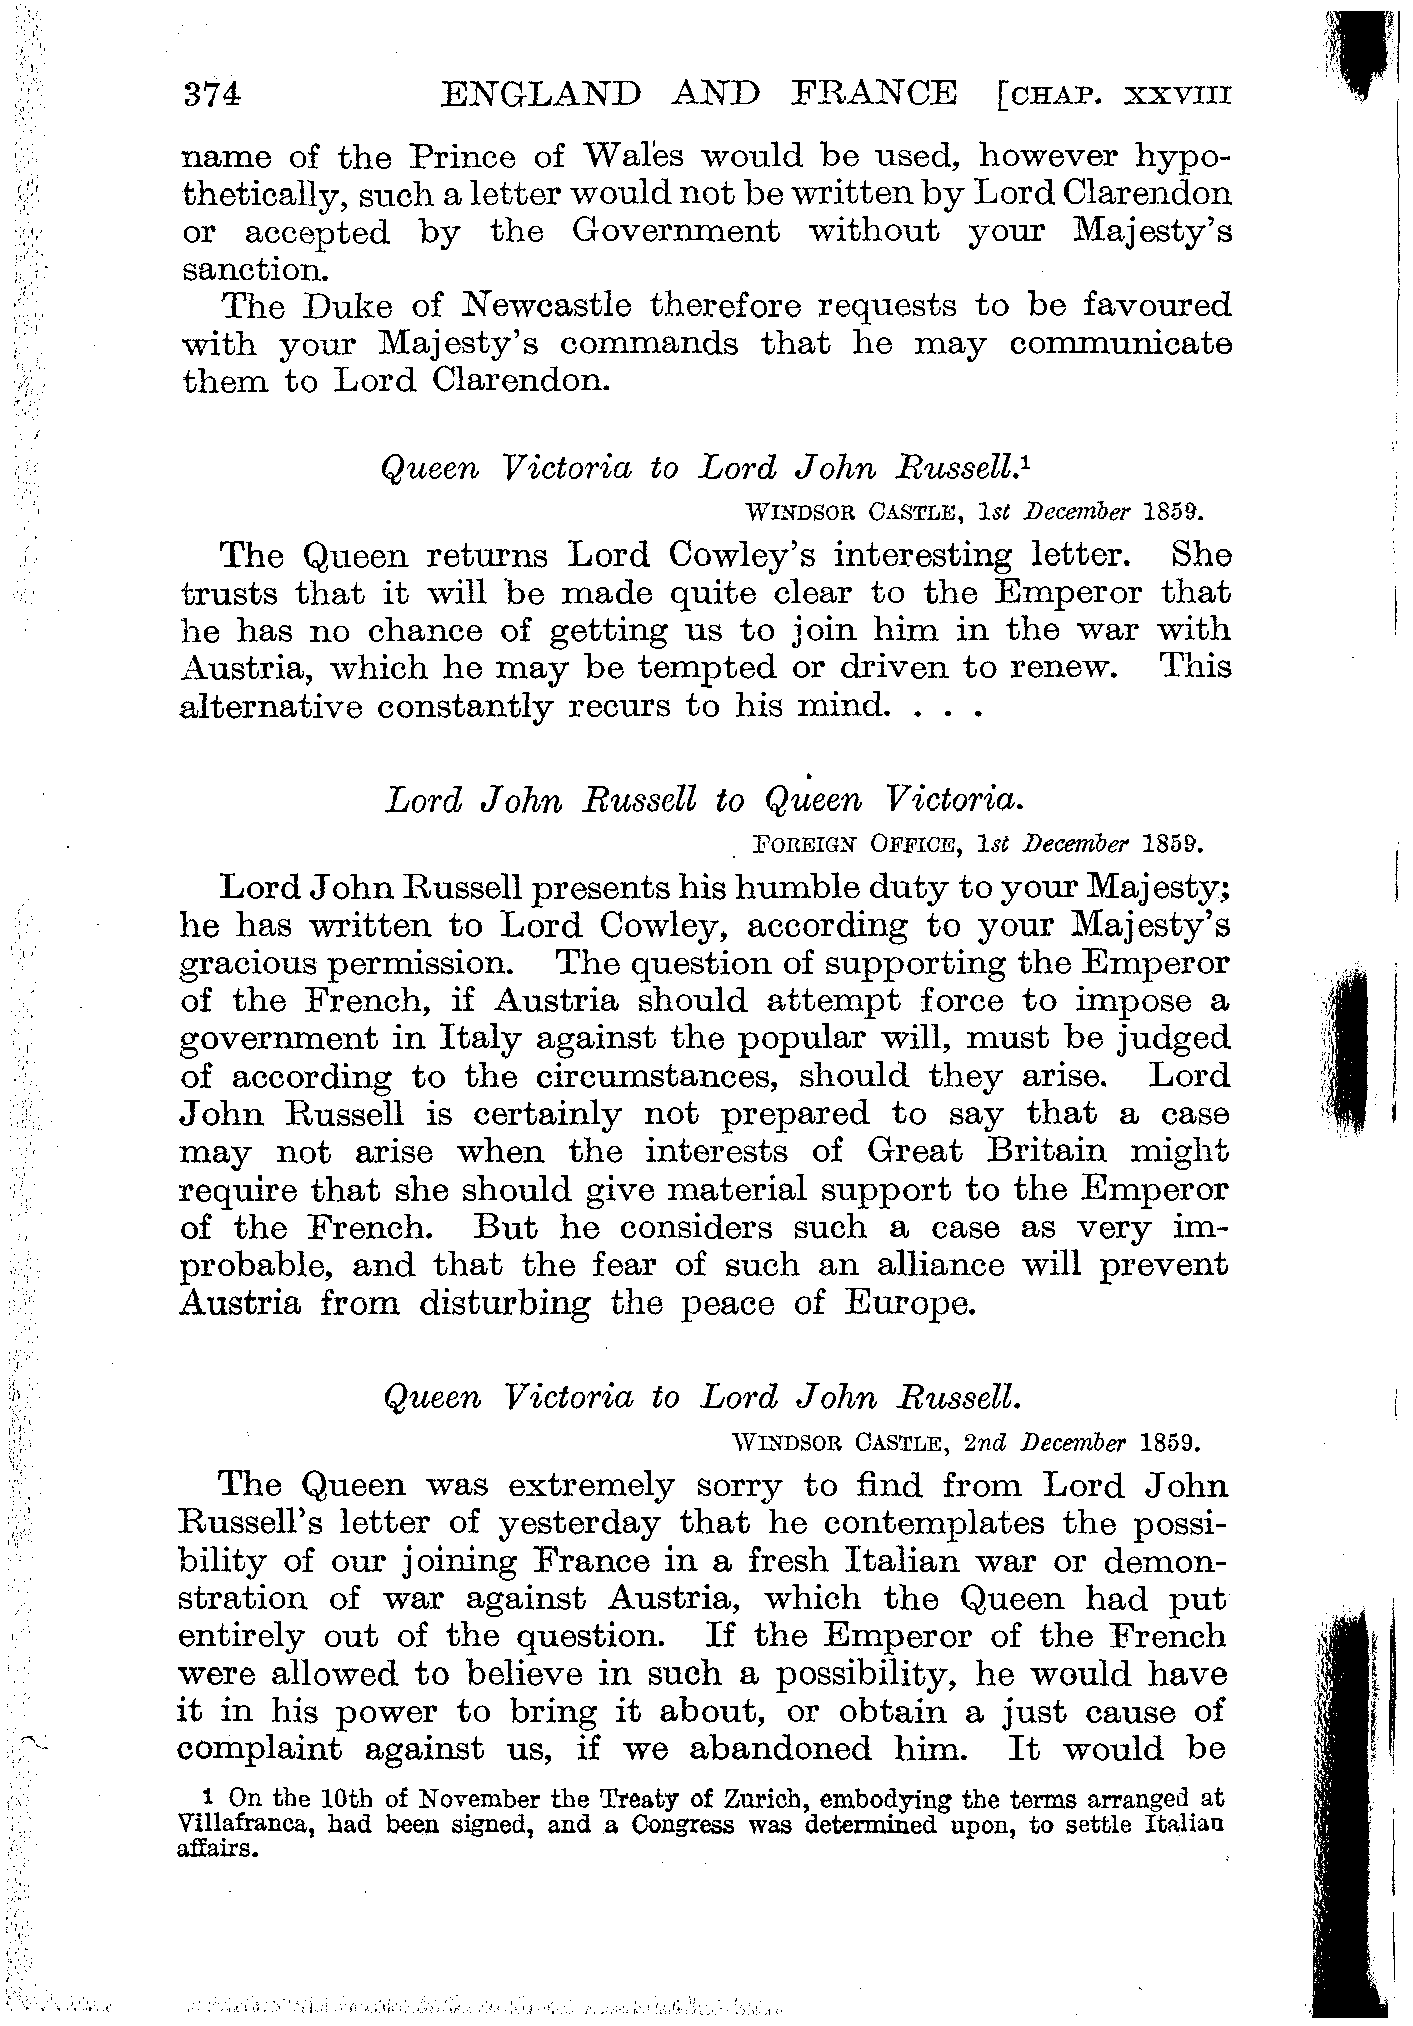 374 ENGLAND AND FRANCE [CHAP. XXVIII
name of the Prince of Wales would be used, however hypo-
thetically, such a letter would not be written by Lord Clarendon
or accepted by the Government without your Majesty's
sanction.
The Duke of Newcastle therefore requests to be favoured
with your Majesty's commands that he may communicate
them to Lord Clarendon.
Queen Victoria to Lord John Russell.¹
WINDSOR CASTLE, 1st December 1859.
The Queen returns Lord Cowley's interesting letter. She
trusts that it will be made quite clear to the Emperor that
he has no chance of getting us to join him in the war with
Austria, which he may be tempted or driven to renew. This
alternative constantly recurs to his mind. . . .
Lord John Russell to Queen Victoria.
FOREIGN OFFICE, 1st December 1859.
Lord John Russell presents his humble duty to your Majesty;
he has written to Lord Cowley, according to your Majesty's
gracious permission. The question of supporting the Emperor
of the French, if Austria should attempt force to impose a
government in Italy against the popular will, must be judged
of according to the circumstances, should they arise. Lord
John Russell is certainly not prepared to say that a case
may not arise when the interests of Great Britain might
require that she should give material support to the Emperor
of the French. But he considers such a case as very im-
probable, and that the fear of such an alliance will prevent
Austria from disturbing the peace of Europe.
Queen Victoria to Lord John Russell.
WINDSOR CASTLE, 2nd December 1859.
The Queen was extremely sorry to find from Lord John
Russell's letter of yesterday that he contemplates the possi-
bility of our joining France in a fresh Italian war or demon-
stration of war against Austria, which the Queen had put
entirely out of the question. If the Emperor of the French
were allowed to believe in such a possibility, he would have
it in his power to bring it about, or obtain a just cause of
complaint against us, if we abandoned him. It would be
1 On the 10th of November the Treaty of Zurich, embodying the terms arranged at
Villafranca, had been signed, and a Congress was determined upon, to settle Italian
affairs.